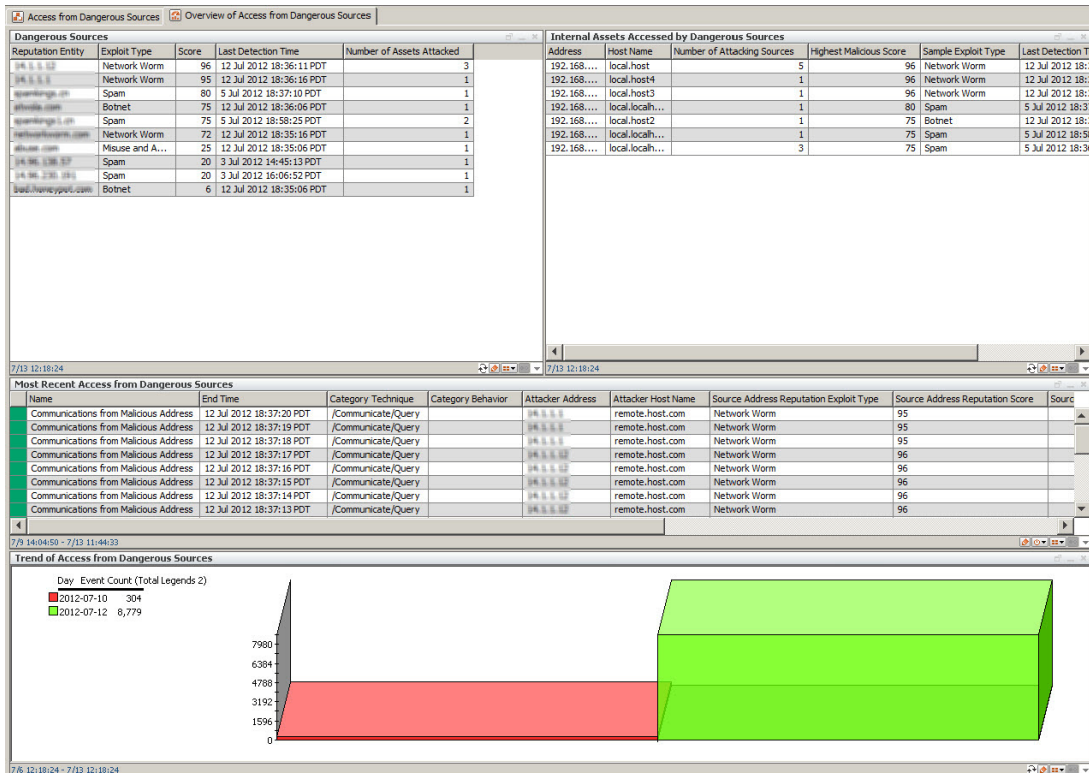 Access from Dangerous Sources
Overview of Access from Dangerous Sources
Dangerous Sources
Reputation Entity Exploit Type Score Last Detection Time Number of Assets Attacked
Network Worm 96 12 Jul 2012 18:36:11 PDT 3
Network Worm 95 12 Jul 2012 18:36:16 PDT 1
Spam 80 5 Jul 2012 18:37:10 PDT 1
Botnet 75 12 Jul 2012 18:36:06 PDT 1
Spam 75 5 Jul 2012 18:58:25 PDT 2
Network Worm 72 12 Jul 2012 18:35:16 PDT 1
Misuse and A... 25 12 Jul 2012 18:35:06 PDT 1
Spam 20 3 Jul 2012 14:45:13 PDT 1
Spam 20 3 Jul 2012 16:06:52 PDT 1
Botnet 6 12 Jul 2012 18:35:06 PDT 1
7/13 12:18:24
Internal Assets Accessed by Dangerous Sources
Address Host Name Number of Attacking Sources Highest Malicious Score Sample Exploit Type Last Detection T
192.168.... local.host 5 96 Network Worm 12 Jul 2012 18:
192.168.... local.host4 1 96 Network Worm 12 Jul 2012 18:
192.168.... local.host3 1 96 Network Worm 12 Jul 2012 18:
192.168.... local.localh... 1 80 Spam 5 Jul 2012 18:3
192.168.... local.host2 1 75 Botnet 12 Jul 2012 18:
192.168.... local.localh... 1 75 Spam 5 Jul 2012 18:5
192.168.... local.localh... 3 75 Spam 5 Jul 2012 18:3
7/13 12:18:24
Most Recent Access from Dangerous Sources
Name End Time Category Technique Category Behavior Attacker Address Attacker Host Name Source Address Reputation Exploit Type Source Address Reputation Score Sourc
Communications from Malicious Address 12 Jul 2012 18:37:20 PDT /Communicate/Query remote.host.com Network Worm 95
Communications from Malicious Address 12 Jul 2012 18:37:19 PDT /Communicate/Query remote.host.com Network Worm 95
Communications from Malicious Address 12 Jul 2012 18:37:18 PDT /Communicate/Query remote.host.com Network Worm 95
Communications from Malicious Address 12 Jul 2012 18:37:17 PDT /Communicate/Query remote.host.com Network Worm 96
Communications from Malicious Address 12 Jul 2012 18:37:16 PDT /Communicate/Query remote.host.com Network Worm 96
Communications from Malicious Address 12 Jul 2012 18:37:15 PDT /Communicate/Query remote.host.com Network Worm 96
Communications from Malicious Address 12 Jul 2012 18:37:14 PDT /Communicate/Query remote.host.com Network Worm 96
Communications from Malicious Address 12 Jul 2012 18:37:13 PDT /Communicate/Query remote.host.com Network Worm 96
7/9 14:04:50 - 7/13 11:44:33
Trend of Access from Dangerous Sources
Day Event Count (Total Legends 2)
2012-07-10 304
2012-07-12 8,779
7980
6384
4788
3192
1596
0
7/6 12:18:24 - 7/13 12:18:24